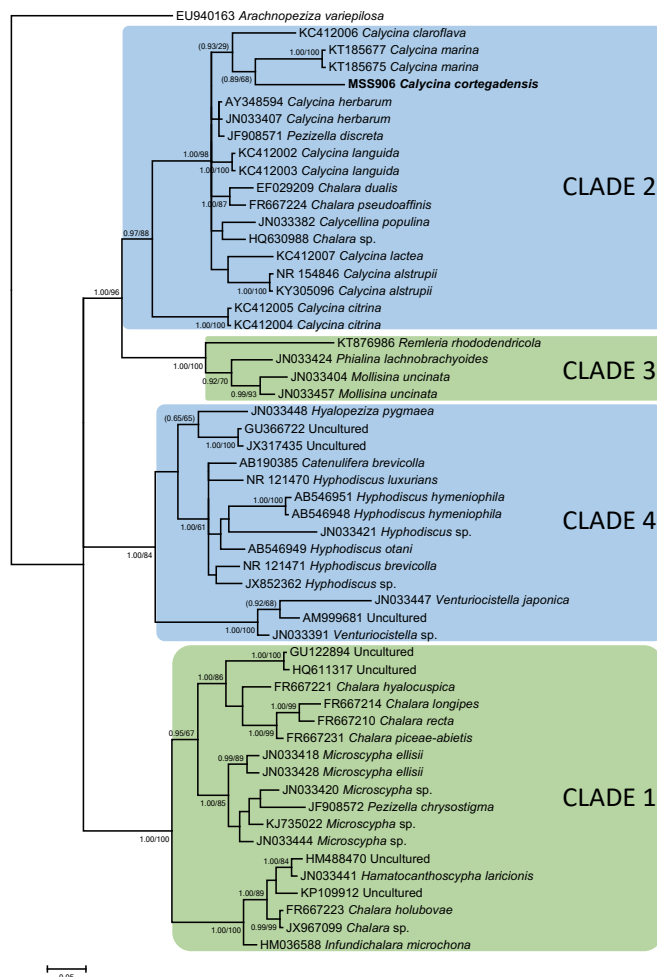 EU940163 Arachnopeziza variepilosa
KC412006 Calycina claroflava
(0.93/29)
1.00/100
KT185677 Calycina marina
KT185675 Calycina marina
(0.89/68)
MSS906 Calycina cortegadensis
AY348594 Calycina herbarum
JN033407 Calycina herbarum
JF908571 Pezizella discreta
1.00/98
KC412002 Calycina languida
1.00/100
KC412003 Calycina languida
EF029209 Chalara dualis
CLADE 2
1.00/87
FR667224 Chalara pseudoaffinis
JN033382 Calycellina populina
0.97/88
HQ630988 Chalara sp.
KC412007 Calycina lactea
NR 154846 Calycina alstrupii
1.00/100
KY305096 Calycina alstrupii
1.00/96
KC412005 Calycina citrina
1.00/100
KC412004 Calycina citrina
KT876986 Remleria rhododendricola
1.00/100
JN033424 Phialina lachnobrachyoides
CLADE 3
0.92/70
JN033404 Mollisina uncinata
0.99/93
JN033457 Mollisina uncinata
(0.65/65)
JN033448 Hyalopeziza pygmaea
GU366722 Uncultured
1.00/100
JX317435 Uncultured
AB190385 Catenulifera brevicolla
NR 121470 Hyphodiscus luxurians
1.00/100
AB546951 Hyphodiscus hymeniophila
AB546948 Hyphodiscus hymeniophila
CLADE 4
1.00/61
JN033421 Hyphodiscus sp.
AB546949 Hyphodiscus otani
1.00/84
NR 121471 Hyphodiscus brevicolla
JX852362 Hyphodiscus sp.
(0.92/68)
JN033447 Venturiocistella japonica
AM999681 Uncultured
1.00/100
JN033391 Venturiocistella sp.
GU122894 Uncultured
1.00/100
HQ611317 Uncultured
1.00/86
FR667221 Chalara hyalocuspica
1.00/99
FR667214 Chalara longipes
FR667210 Chalara recta
1.00/99
FR667231 Chalara piceae-abietis
0.95/67
0.99/89
JN033418 Microscypha ellisii
JN033428 Microscypha ellisii
JN033420 Microscypha sp.
CLADE 1
1.00/85
JF908572 Pezizella chrysostigma
KJ735022 Microscypha sp.
1.00/100
JN033444 Microscypha sp.
1.00/84
HM488470 Uncultured
JN033441 Hamatocanthoscypha laricionis
1.00/89
KP109912 Uncultured
FR667223 Chalara holubovae
0.99/99
JX967099 Chalara sp.
1.00/100
HM036588 Infundichalara microchona
0.05